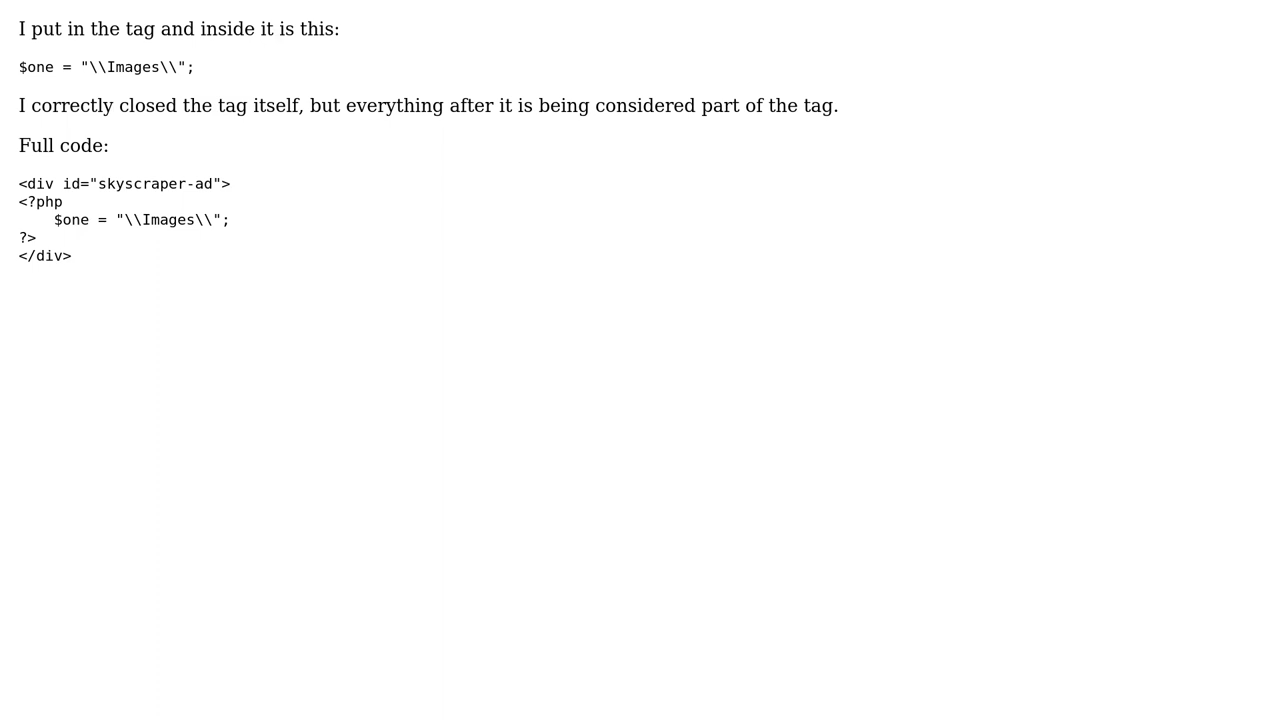 I put in the tag and inside it is this:
$one = "\\Images\\";
I correctly closed the tag itself, but everything after it is being considered part of the tag.
Full code:
<div id="skyscraper-ad">
<?php
    $one = "\\Images\\";
?>
</div>